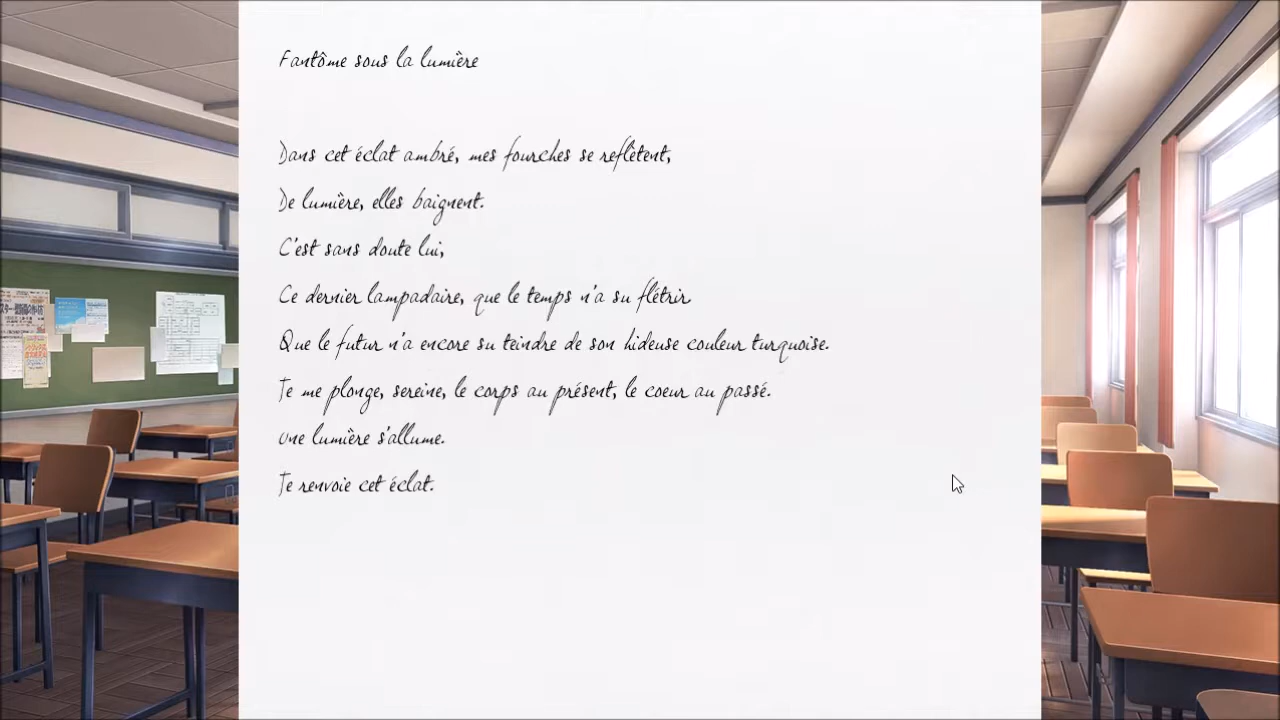 Fantôme sous la lumière
Dans cet éclat ambré, mes fourches se reflètent,
De lumière, elles baignent.
C'est sans doute lui,
Ce dernier lampadaire, que le temps n'a su flétrir
Que le futur n'a encore su teindre de son hideuse couleur turquoise.
Je me plonge, sereine, le corps au présent, le coeur au passé.
Une lumière s'allume.
Je renvoie cet éclat.